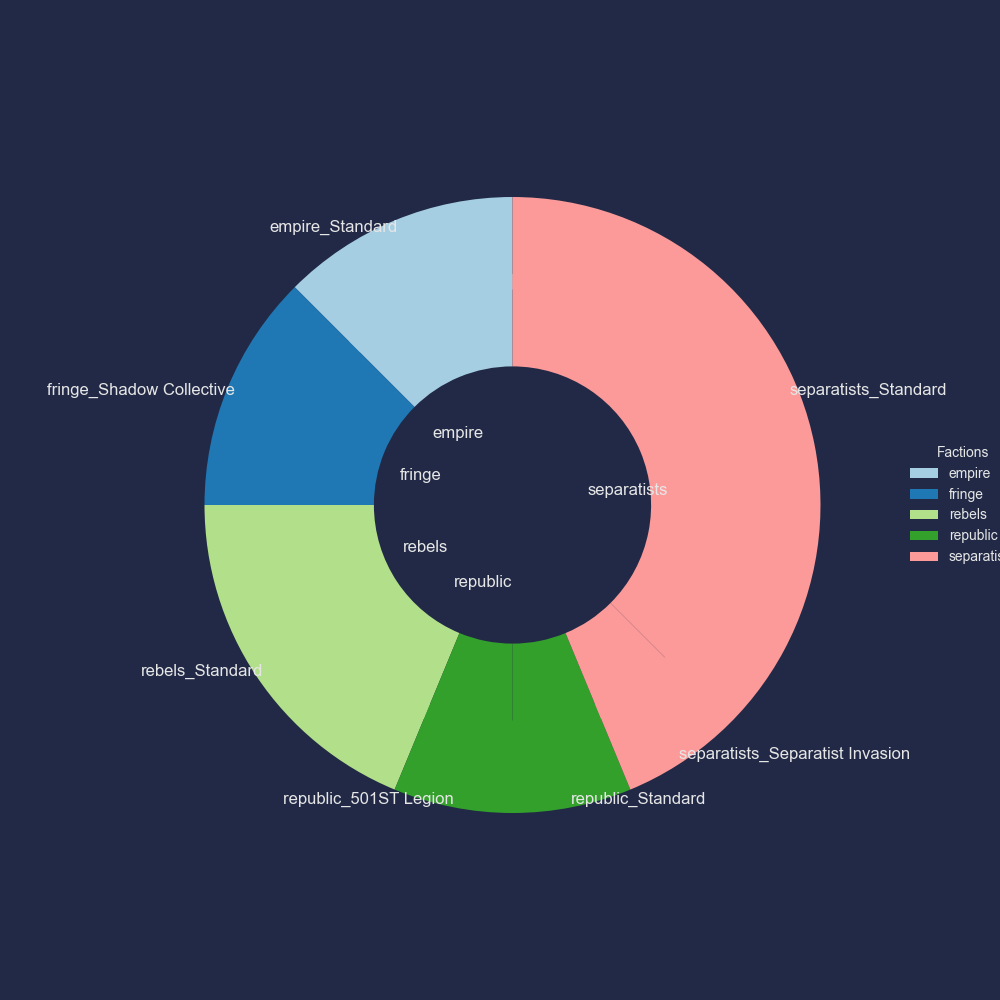 empire_Standard
fringe_Shadow Collective
separatists_Standard
empire
fringe
separatists
rebels
republic
rebels_Standard
separatists_Separatist Invasion
republic_501ST Legion
republic_Standard
Factions
empire
fringe
rebels
republic
separatis